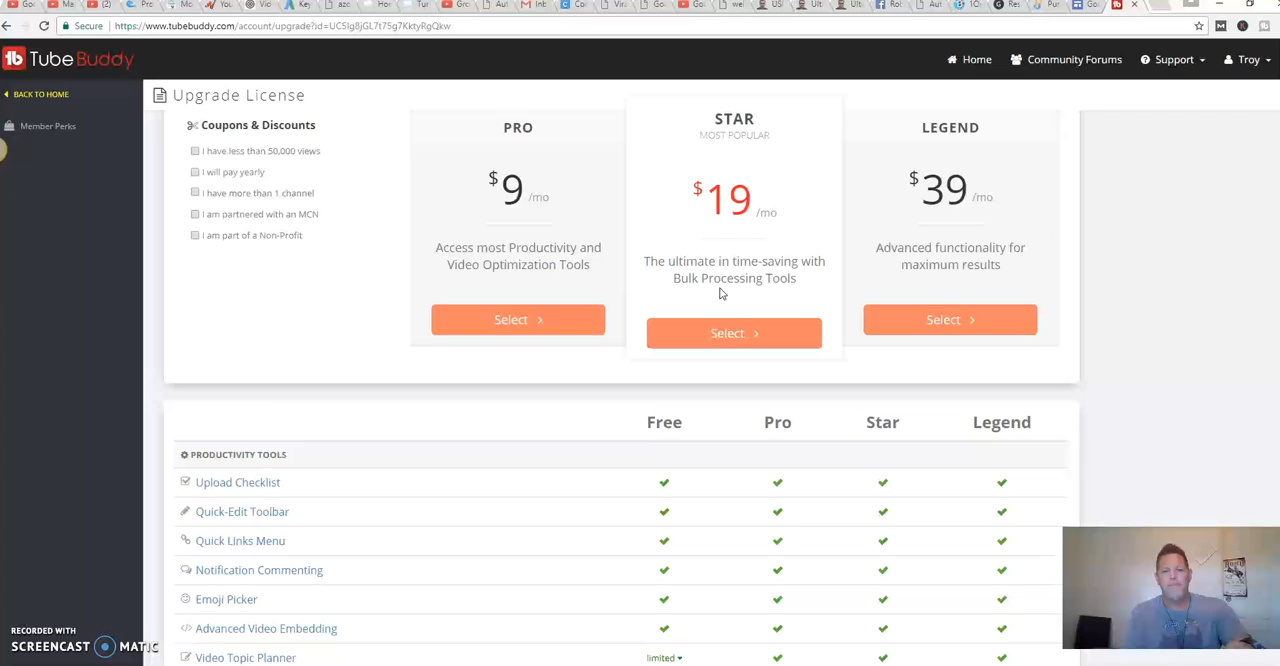 Secure https://www.tubebuddy.com/account/upgrade?id=UC5Ig8jGL7t75g7KktyRgQkw
TubeBuddy
Home
Community Forums
Support
Troy
BACK TO HOME
Member Perks
Upgrade License
Coupons & Discounts
I have less than 50,000 views
I will pay yearly
I have more than 1 channel
I am partnered with an MCN
I am part of a Non-Profit
PRO
$9/mo
Access most Productivity and
Video Optimization Tools
Select >
STAR
MOST POPULAR
$19/mo
The ultimate in time-saving with
Bulk Processing Tools
Select >
LEGEND
$39/mo
Advanced functionality for
maximum results
Select >
Free Pro Star Legend
PRODUCTIVITY TOOLS
Upload Checklist
Quick-Edit Toolbar
Quick Links Menu
Notification Commenting
Emoji Picker
Advanced Video Embedding
Video Topic Planner limited
RECORDED WITH
SCREENCAST MATIC